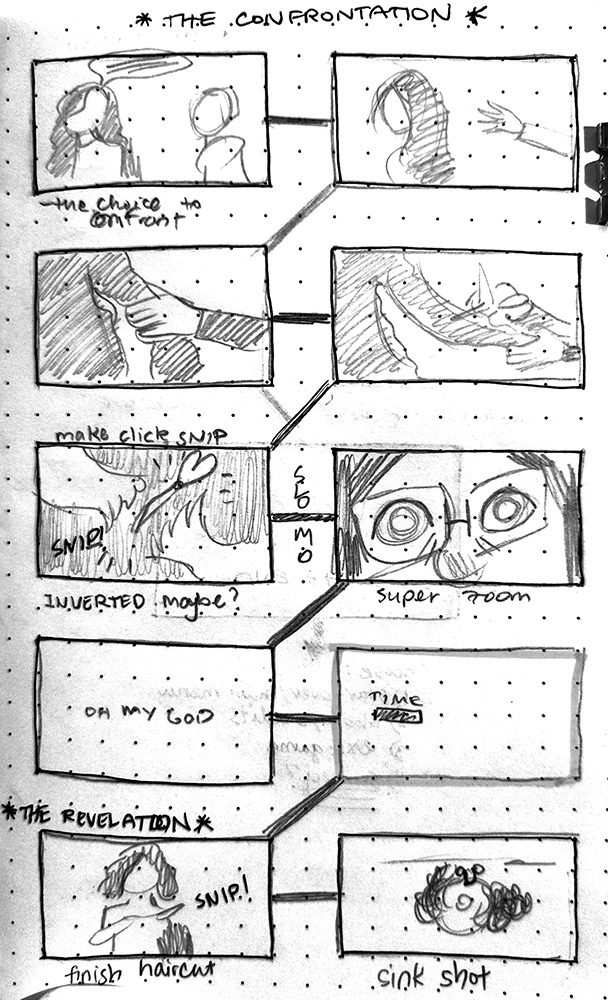 * THE CONFRONTATION *
the choice to
confront
make click SNIP
SNIP!
SLO MO
INVERTED maybe?
super zoom
OH MY GOD
TIME
*THE REVELATION*
SNIP!
finish haircut
sink shot